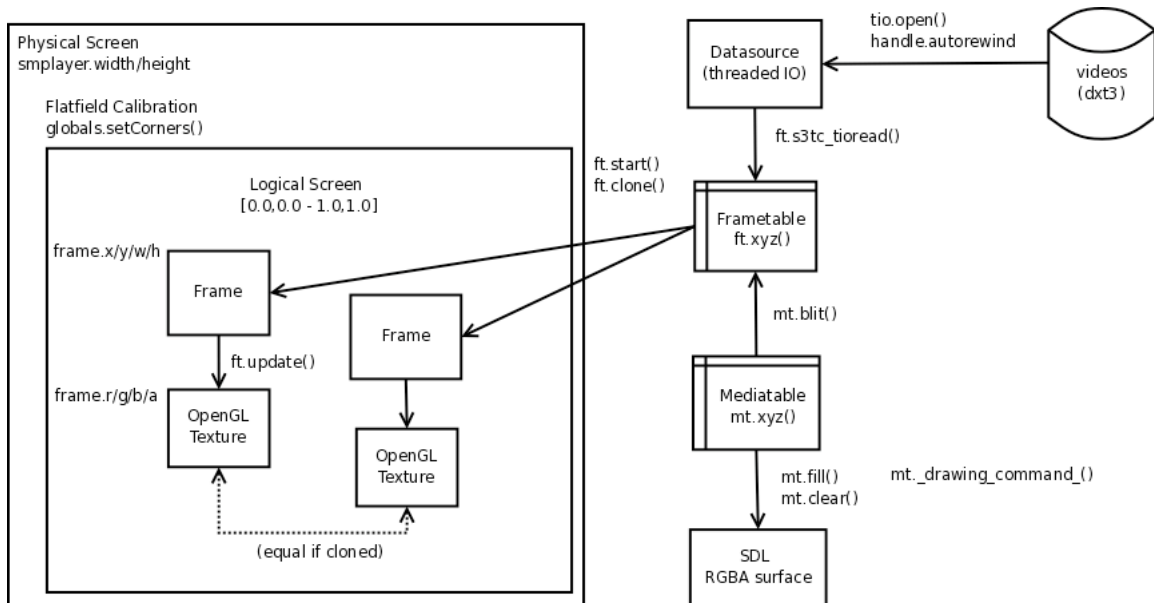 Physical Screen
smplayer.width/height
Flatfield Calibration
globals.setCorners()
Logical Screen
[0.0,0.0 - 1.0,1.0]
frame.x/y/w/h
Frame
Frame
ft.update()
frame.r/g/b/a
OpenGL
Texture
OpenGL
Texture
(equal if cloned)
ft.start()
ft.clone()
Datasource
(threaded IO)
tio.open()
handle.autorewind
videos
(dxt3)
ft.s3tc_tioread()
Frametable
ft.xyz()
mt.blit()
Mediatable
mt.xyz()
mt.fill()
mt.clear()
mt._drawing_command_()
SDL
RGBA surface